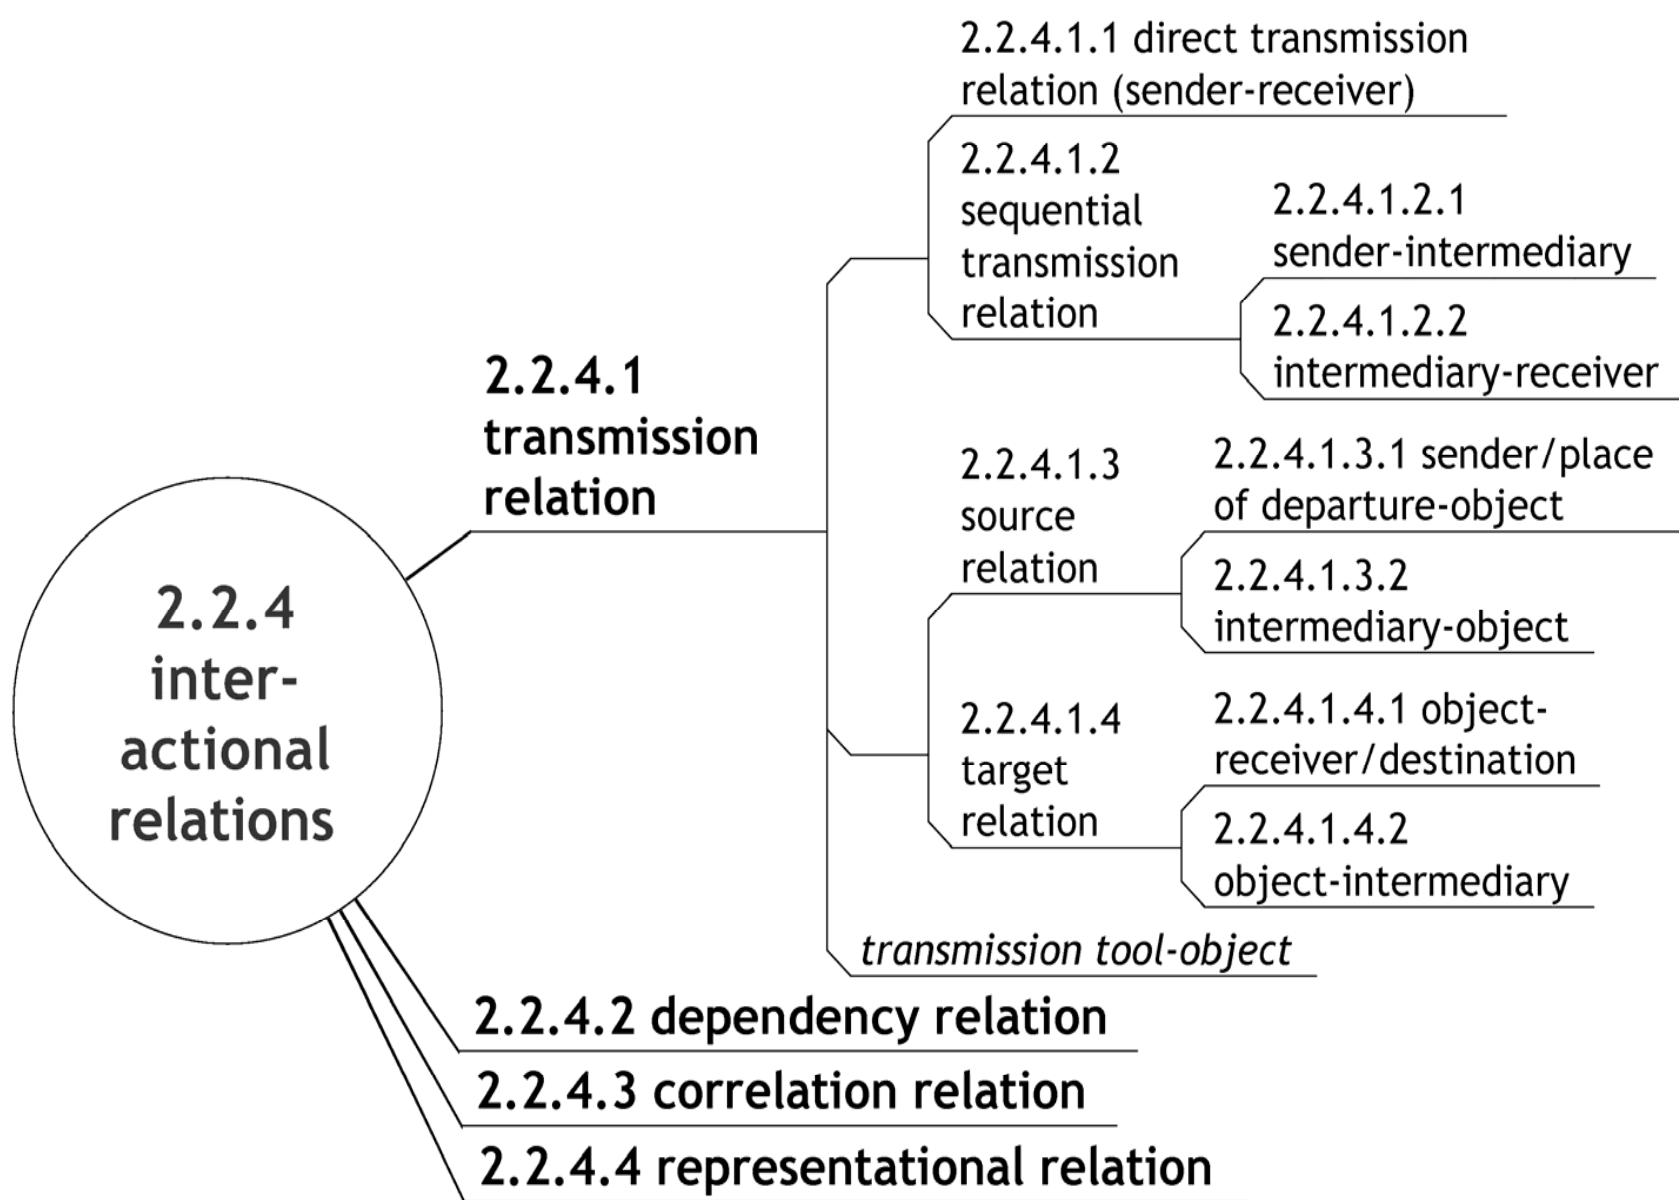 2.2.4
inter-
actional
relations
2.2.4.1
transmission
relation
2.2.4.1.1 direct transmission
relation (sender-receiver)
2.2.4.1.2
sequential
transmission
relation
2.2.4.1.2.1
sender-intermediary
2.2.4.1.2.2
intermediary-receiver
2.2.4.1.3
source
relation
2.2.4.1.3.1 sender/place
of departure-object
2.2.4.1.3.2
intermediary-object
2.2.4.1.4
target
relation
2.2.4.1.4.1 object-
receiver/destination
2.2.4.1.4.2
object-intermediary
transmission tool-object
2.2.4.2 dependency relation
2.2.4.3 correlation relation
2.2.4.4 representational relation